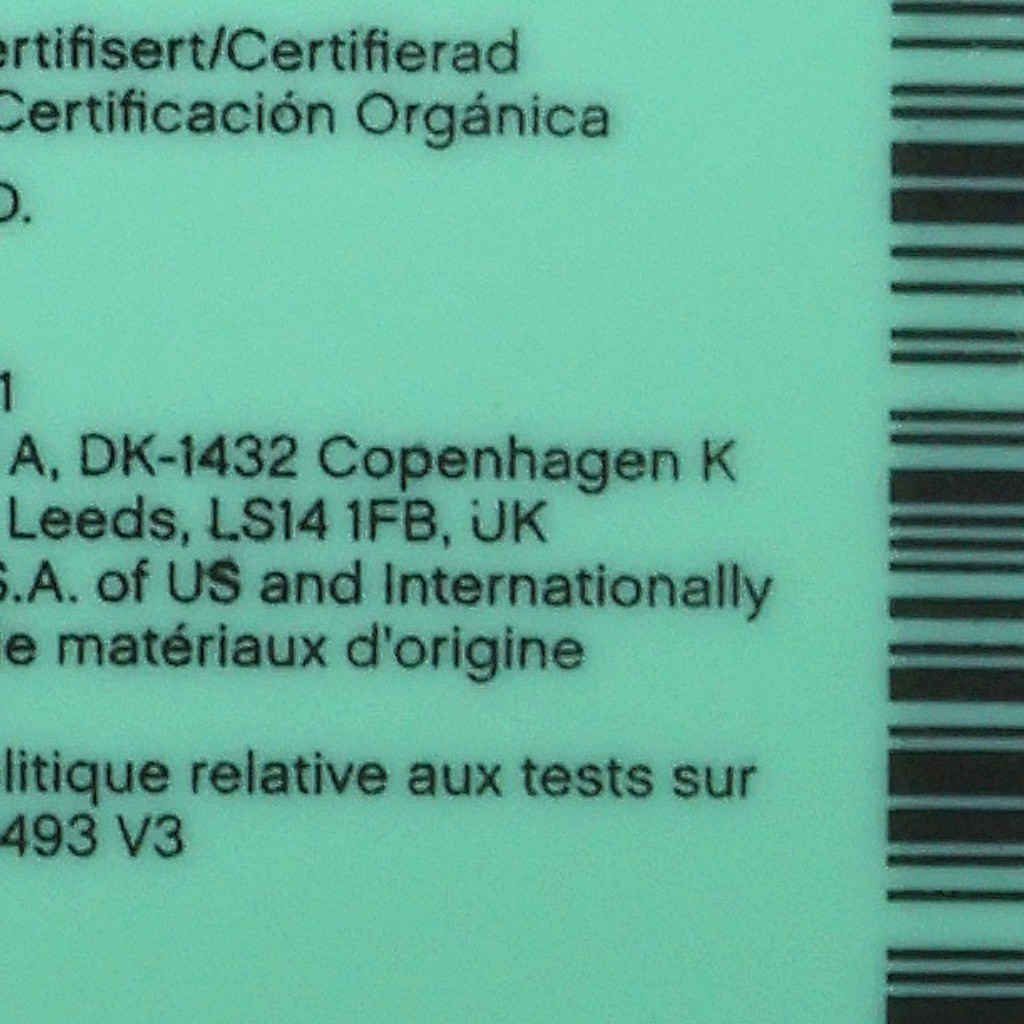 ertifisert/Certifierad
Certificación Orgánica
D.
1
A, DK-1432 Copenhagen K
Leeds, LS14 1FB, UK
S.A. of US and Internationally
ie matériaux d'origine
litique relative aux tests sur
493 V3